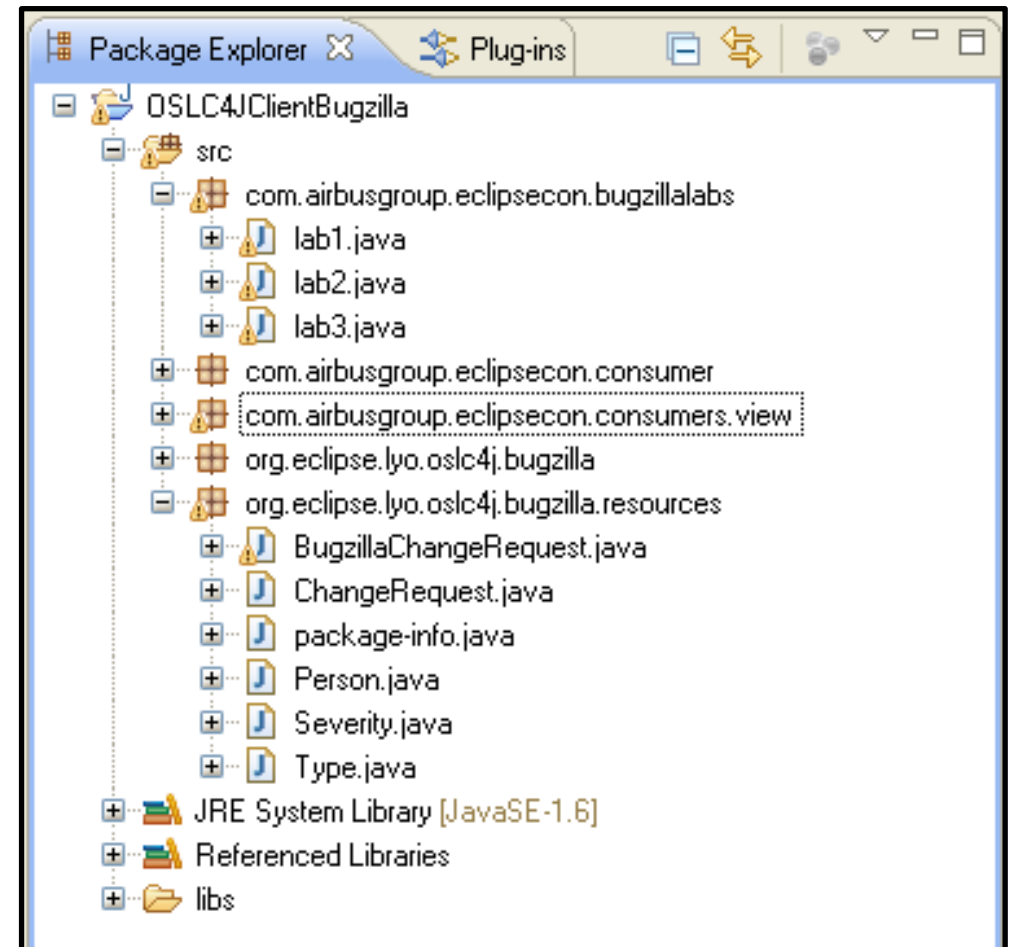 Package Explorer Plug-ins
OSLC4JClientBugzilla
src
com.airbusgroup.eclipsecon.bugzillalabs
lab1.java
lab2.java
lab3.java
com.airbusgroup.eclipsecon.consumer
com.airbusgroup.eclipsecon.consumers.view
org.eclipse.lyo.oslc4j.bugzilla
org.eclipse.lyo.oslc4j.bugzilla.resources
BugzillaChangeRequest.java
ChangeRequest.java
package-info.java
Person.java
Severity.java
Type.java
JRE System Library [JavaSE-1.6]
Referenced Libraries
libs